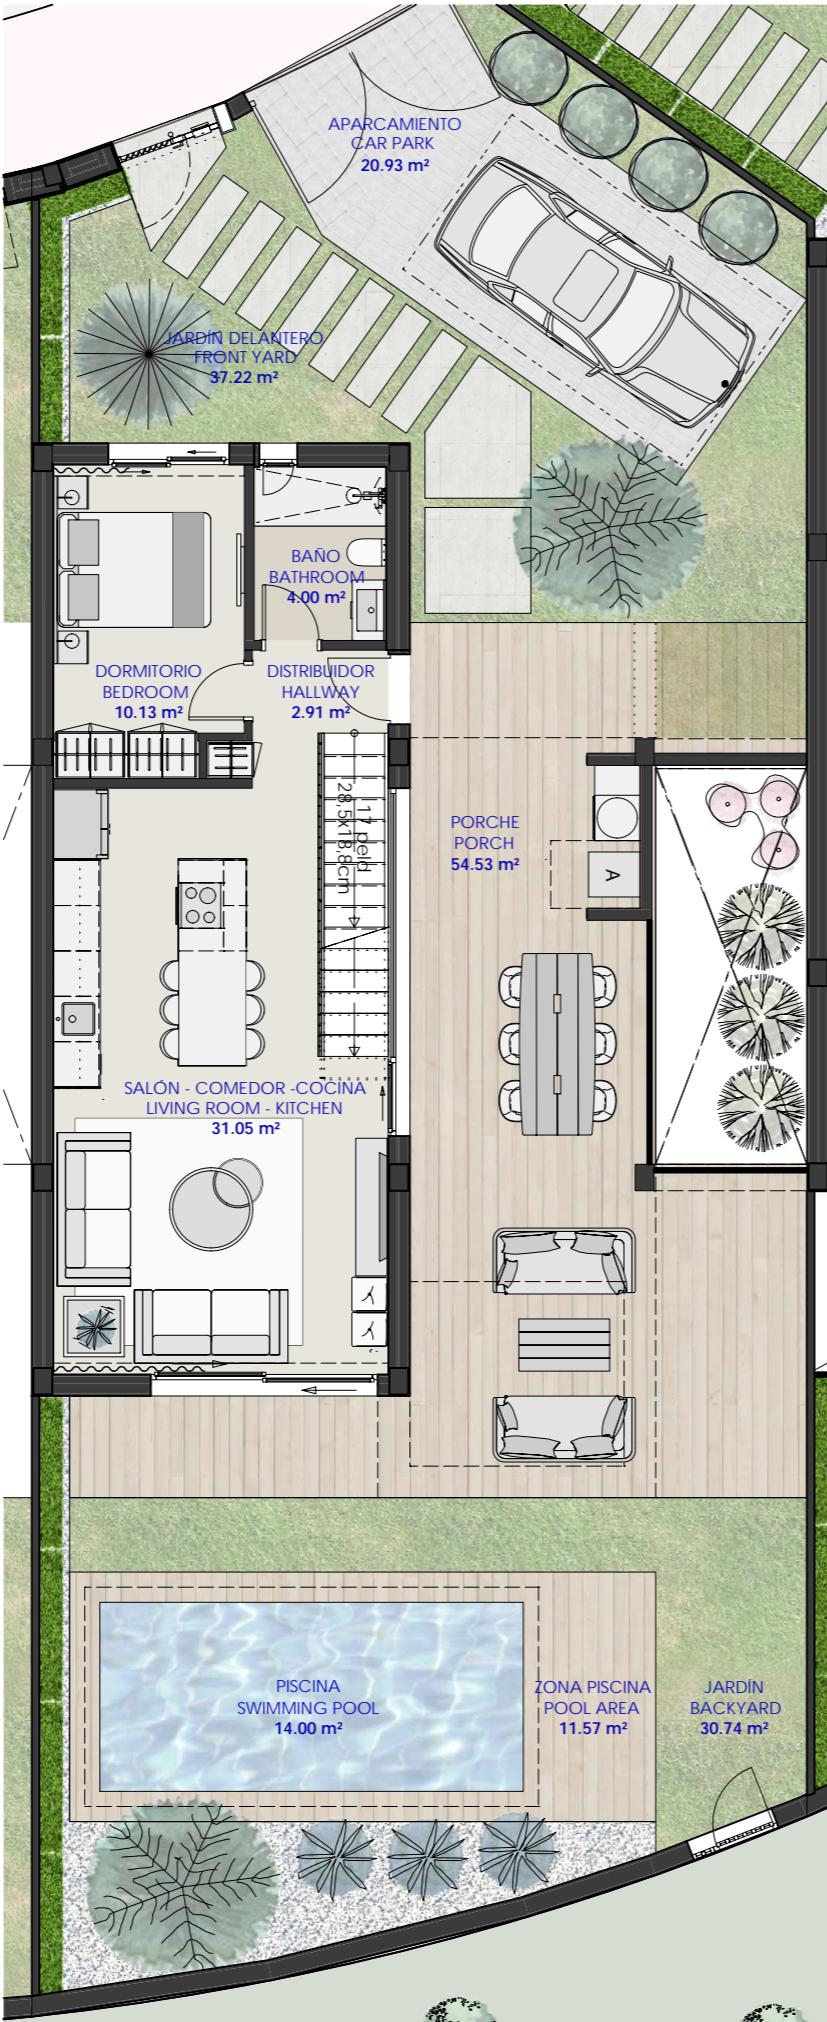 APARCAMIENTO
CAR PARK
20.93 m²
JARDÍN DELANTERO
FRONT YARD
37.22 m²
BAÑO
BATHROOM
4.00 m²
DORMITORIO
BEDROOM
10.13 m²
DISTRIBUIDOR
HALLWAY
2.91 m²
17 peld
28,5x18,8cm
PORCHE
PORCH
54.53 m²
A
SALÓN - COMEDOR -COCINA
LIVING ROOM - KITCHEN
31.05 m²
PISCINA
SWIMMING POOL
14.00 m²
ZONA PISCINA
POOL AREA
11.57 m²
JARDÍN
BACKYARD
30.74 m²